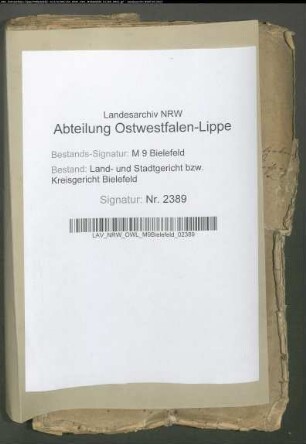 Landesarchiv NRW
Abteilung Ostwestfalen-Lippe
Bestands-Signatur: M 9 Bielefeld
Bestand: Land- und Stadtgericht bzw.
Kreisgericht Bielefeld
Signatur: Nr. 2389
LAV_NRW_OWL_M9Bielefeld_02389